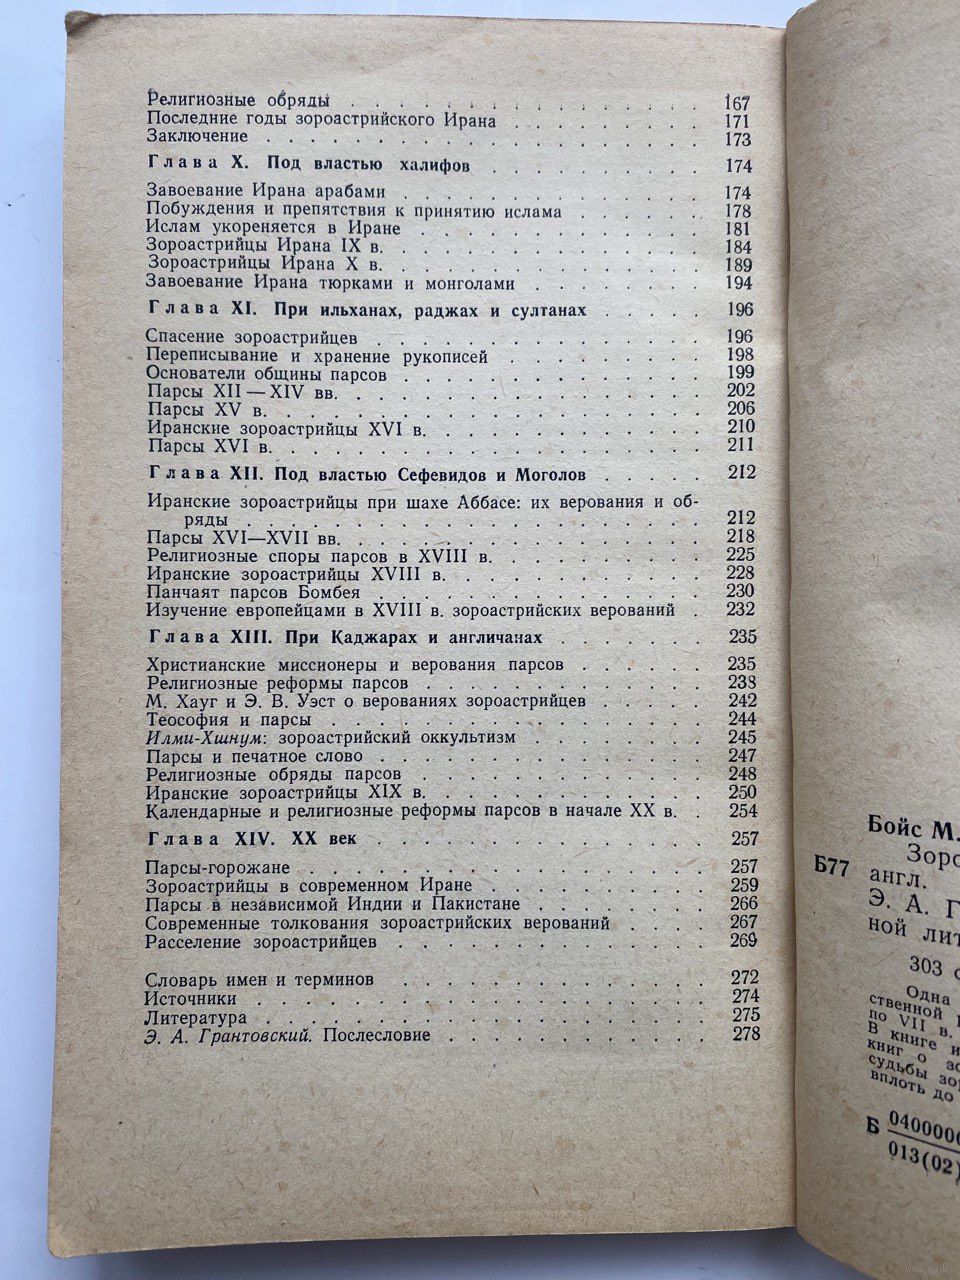 Религиозные обряды . . . . . . . . . . . . . . . 167
Последние годы зороастрийского Ирана . . . . . . . . 171
Заключение . . . . . . . . . . . . . . . . . . . 173
Глава X. Под властью халифов . . . . . . . . . 174
Завоевание Ирана арабами . . . . . . . . . . . . . 174
Побуждения и препятствия к принятию ислама . . . . . . 178
Ислам укореняется в Иране . . . . . . . . . . . . 181
Зороастрийцы Ирана IX в. . . . . . . . . . . . . . 184
Зороастрийцы Ирана X в. . . . . . . . . . . . . . 189
Завоевание Ирана тюрками и монголами . . . . . . . . 194
Глава XI. При ильханах, раджах и султанах . . . . . 196
Спасение зороастрийцев . . . . . . . . . . . . . . 196
Переписывание и хранение рукописей . . . . . . . . . 198
Основатели общины парсов . . . . . . . . . . . . . 199
Парсы XII — XIV вв. . . . . . . . . . . . . . . . 202
Парсы XV в. . . . . . . . . . . . . . . . . . . 206
Иранские зороастрийцы XVI в. . . . . . . . . . . . 210
Парсы XVI в. . . . . . . . . . . . . . . . . . . 211
Глава XII. Под властью Сефевидов и Моголов . . . . . 212
Иранские зороастрийцы при шахе Аббасе: их верования и об-
ряды . . . . . . . . . . . . . . . . . . . . 212
Парсы XVI—XVII вв. . . . . . . . . . . . . . . . 218
Религиозные споры парсов в XVIII в. . . . . . . . . . 225
Иранские зороастрийцы XVIII в. . . . . . . . . . . . 228
Панчаят парсов Бомбея . . . . . . . . . . . . . . 230
Изучение европейцами в XVIII в. зороастрийских верований . 232
Глава XIII. При Каджарах и англичанах . . . . . . . 235
Христианские миссионеры и верования парсов . . . . . . 235
Религиозные реформы парсов . . . . . . . . . . . . 238
М. Хауг и Э. В. Уэст о верованиях зороастрийцев . . . . . 242
Теософия и парсы . . . . . . . . . . . . . . . . . 244
Илми-Хшнум: зороастрийский оккультизм . . . . . . . . 245
Парсы и печатное слово . . . . . . . . . . . . . . 247
Религиозные обряды парсов . . . . . . . . . . . . . 248
Иранские зороастрийцы XIX в. . . . . . . . . . . . . 250
Календарные и религиозные реформы парсов в начале XX в. . 254
Глава XIV. XX век . . . . . . . . . . . . . . . 257
Парсы-горожане . . . . . . . . . . . . . . . . . . 257
Зороастрийцы в современном Иране . . . . . . . . . . 259
Парсы в независимой Индии и Пакистане . . . . . . . . 266
Современные толкования зороастрийских верований . . . . 267
Расселение зороастрийцев . . . . . . . . . . . . . . 269
Словарь имен и терминов . . . . . . . . . . . . . . 272
Источники . . . . . . . . . . . . . . . . . . . . 274
Литература . . . . . . . . . . . . . . . . . . . . 275
Э. А. Грантовский. Послесловие . . . . . . . . . . . . 278
Бойс М.
Зоро
Б77 англ.
Э. А. Г
ной лит
303 с
Одна
ственной
по VII в.
В книге и
книг о зо
судьбы зор
вплоть до
Б 0400000
013(02)